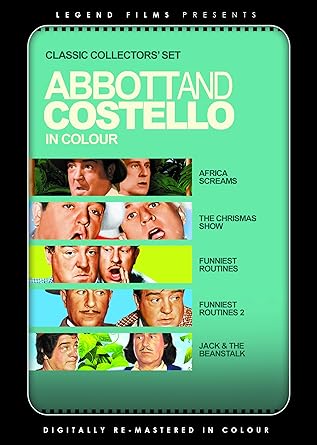 LEGEND FILMS PRESENTS
CLASSIC COLLECTORS' SET
ABBOTT AND
COSTELLO
IN COLOUR
AFRICA
SCREAMS
THE CHRISMAS
SHOW
FUNNIEST
ROUTINES
FUNNIEST
ROUTINES 2
JACK & THE
BEANSTALK
DIGITALLY RE-MASTERED IN COLOUR